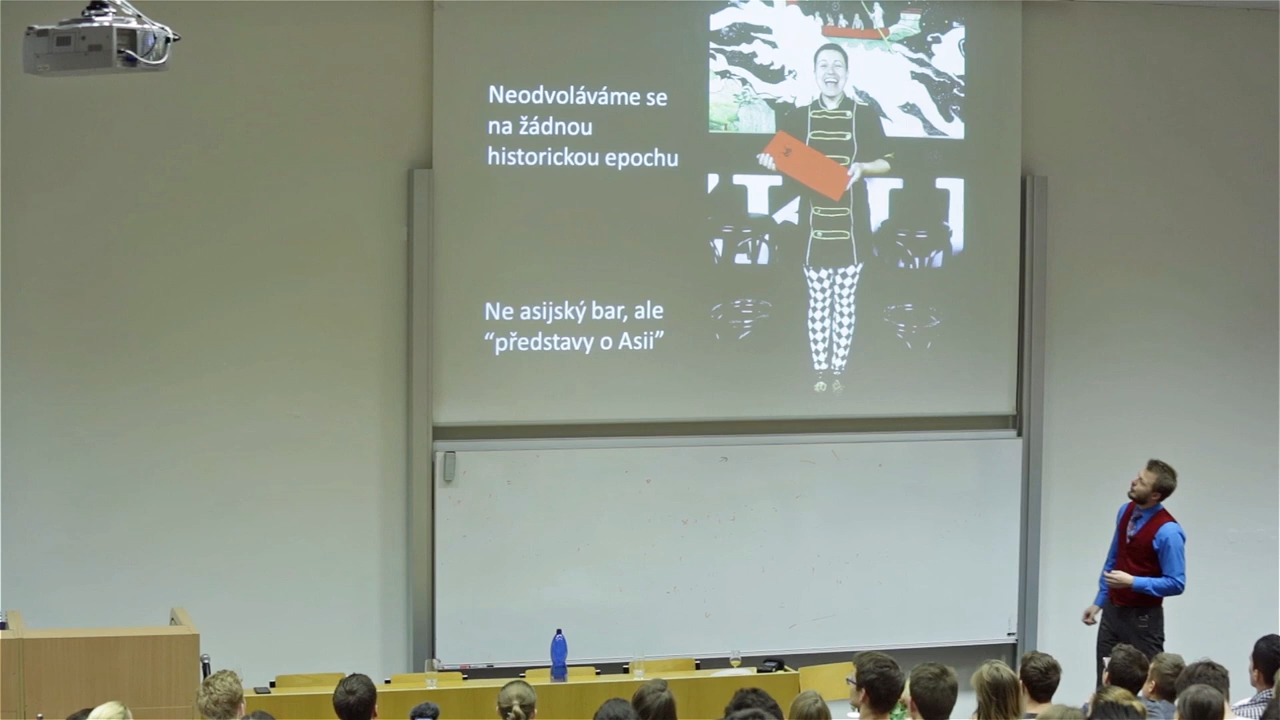 Neodvoláváme se
na žádnou
historickou epochu
Ne asijský bar, ale
“představy o Asii”